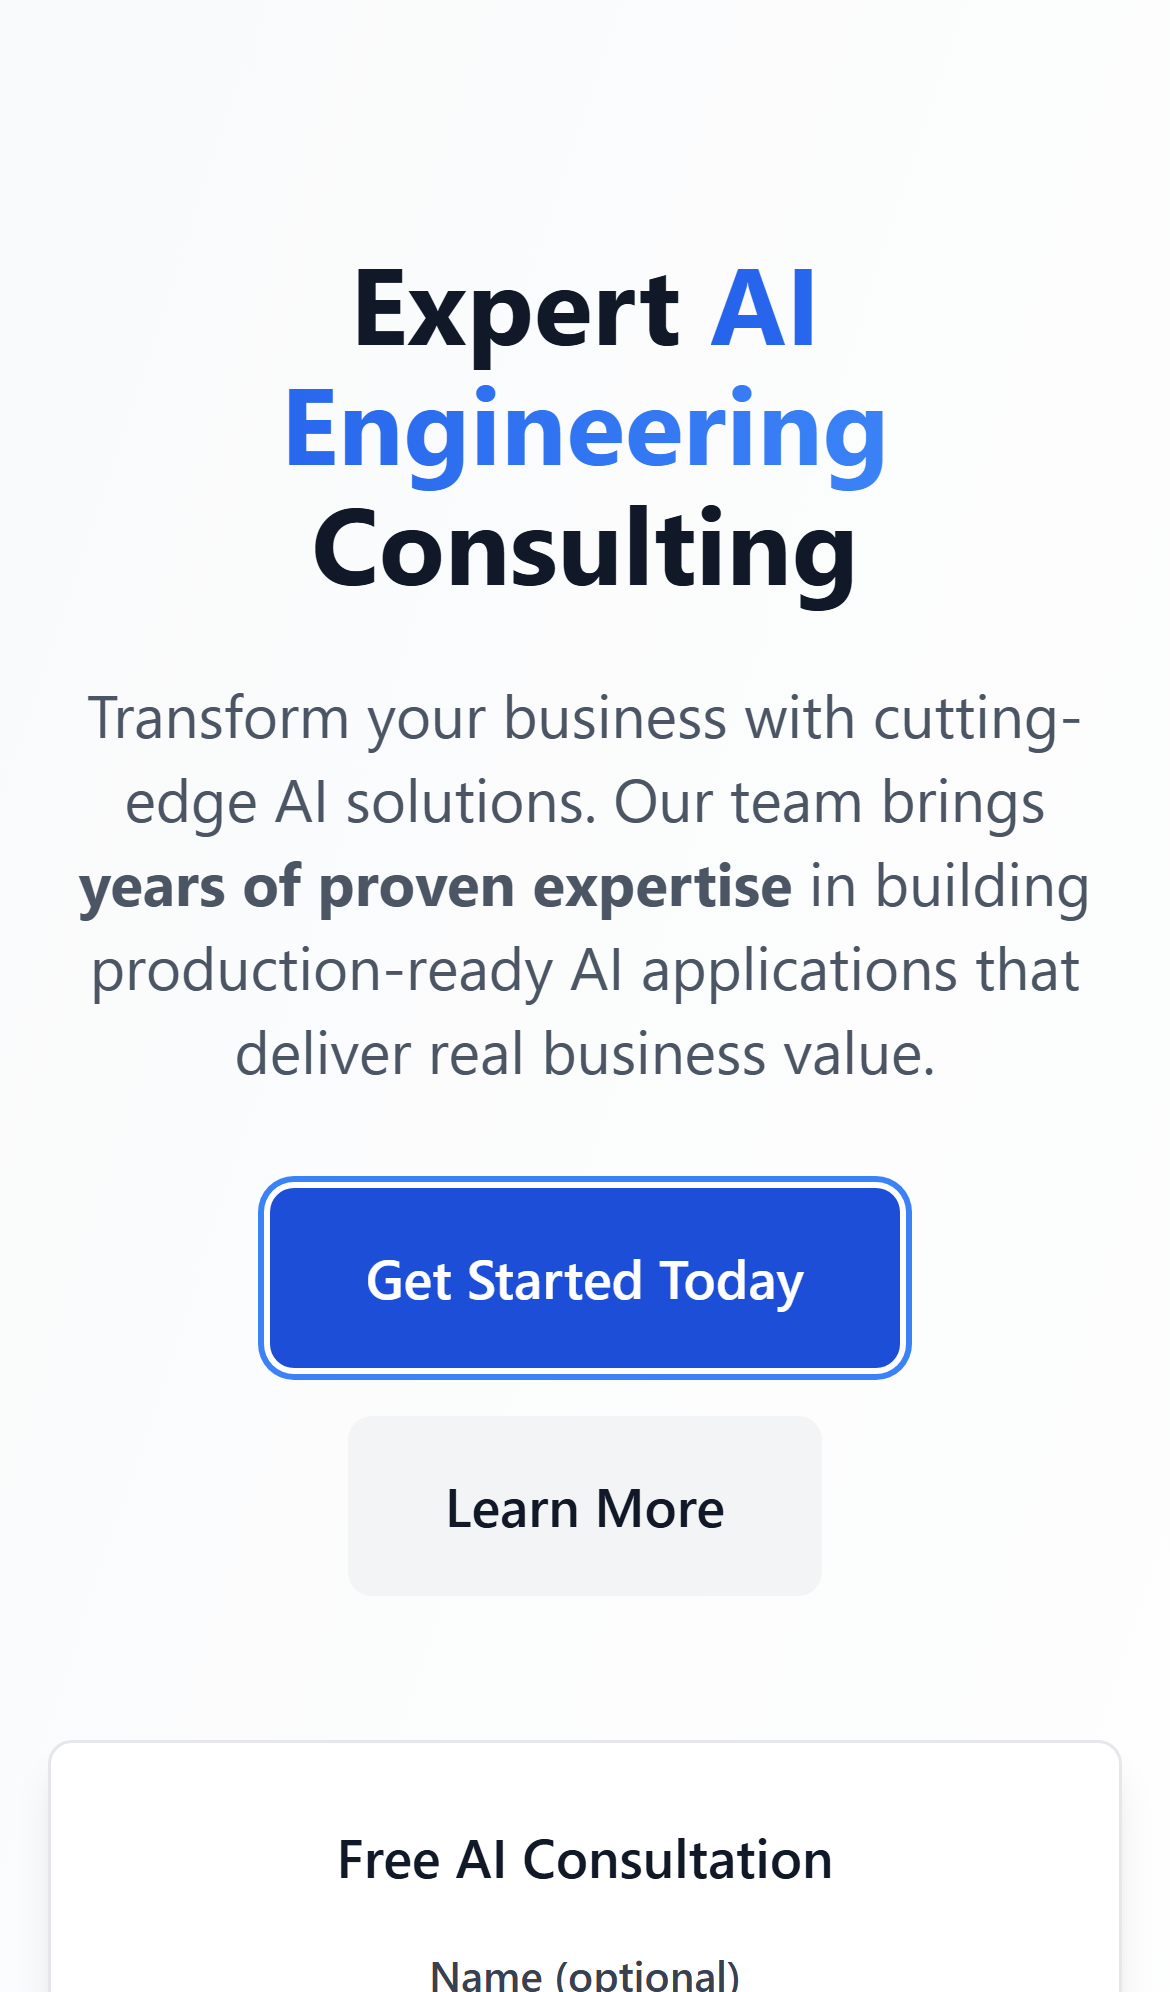 Expert AI
Engineering
Consulting
Transform your business with cutting-
edge AI solutions. Our team brings
years of proven expertise in building
production-ready AI applications that
deliver real business value.
Get Started Today
Learn More
Free AI Consultation
Name (optional)